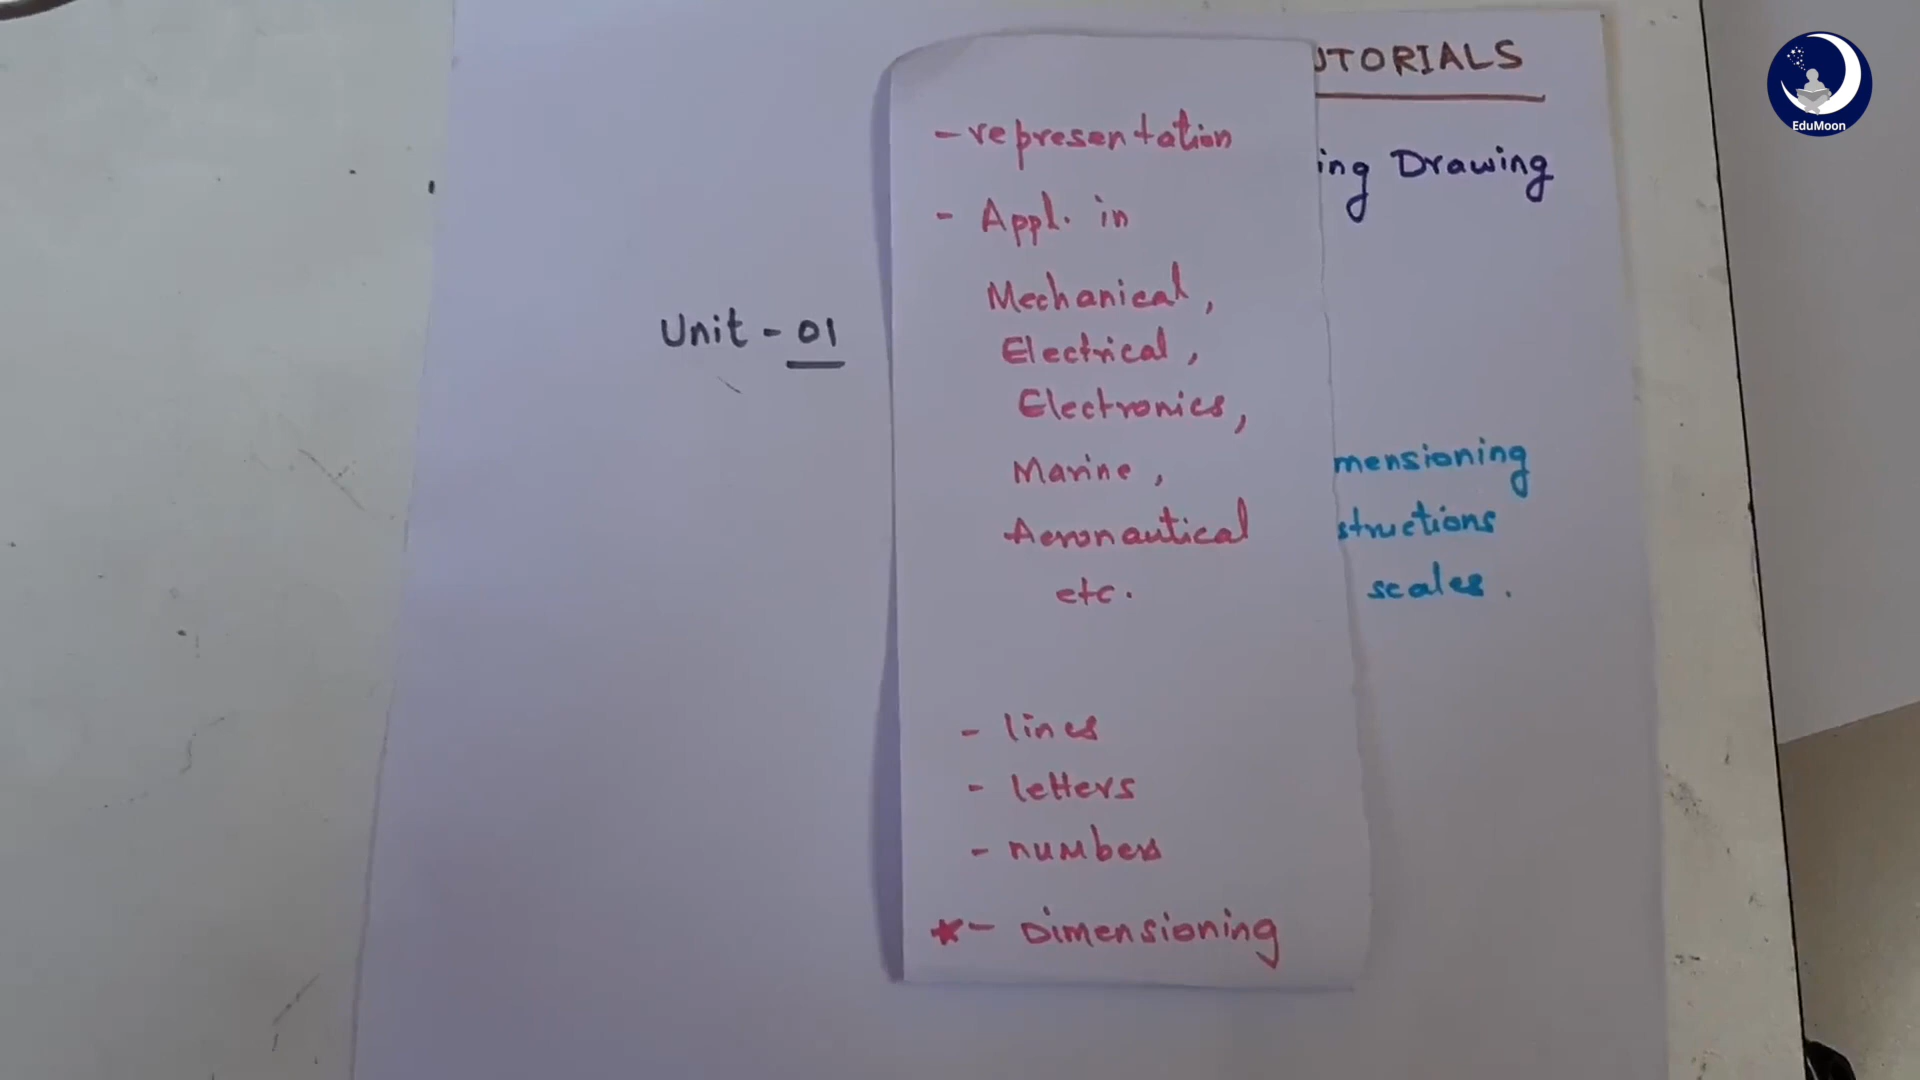 UTORIALS
EduMoon
ing Drawing
Unit - 01
- representation
- Appl. in
Mechanical,
Electrical,
Electronics,
Marine,
Aeronautical
etc.
- lines
- letters
- numbers
*- Dimensioning
mensioning
structions
scales.